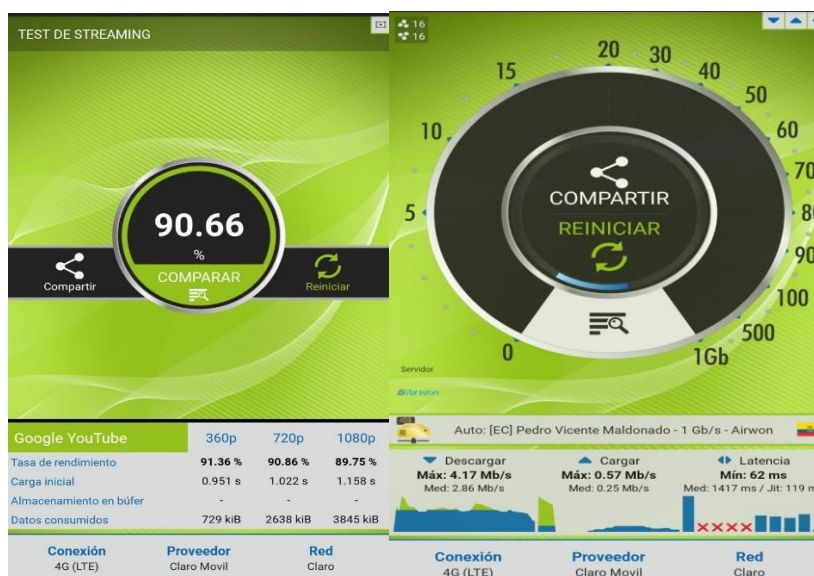 TEST DE STREAMING
90.66
%
COMPARAR
Compartir
Reiniciar
Google YouTube 360p 720p 1080p
Tasa de rendimiento 91.36 % 90.86 % 89.75 %
Carga inicial 0.951 s 1.022 s 1.158 s
Almacenamiento en búfer - - -
Datos consumidos 729 kiB 2638 kiB 3845 kiB
Conexión Proveedor Red
4G (LTE) Claro Movil Claro
16
16
0
5
10
15
20
30
40
50
60
70
80
90
100
500
1Gb
COMPARTIR
REINICIAR
Servidor
AirWon
Auto: [EC] Pedro Vicente Maldonado - 1 Gb/s - Airwon
Descargar Cargar Latencia
Máx: 4.17 Mb/s Máx: 0.57 Mb/s Mín: 62 ms
Med: 2.86 Mb/s Med: 0.25 Mb/s Med: 1417 ms / Jit: 119 m
Conexión Proveedor Red
4G (LTE) Claro Movil Claro